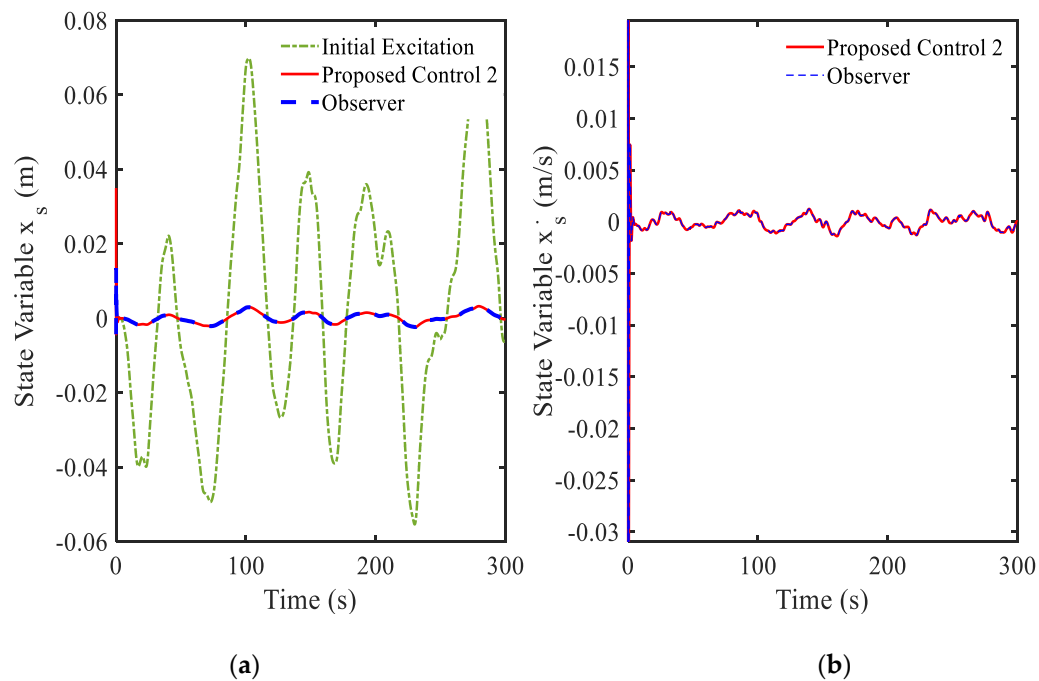 0.08
0.06
0.04
0.02
0
-0.02
-0.04
-0.06
State Variable x s (m)
Initial Excitation
Proposed Control 2
Observer
0 100 200 300
Time (s)
(a)
0.015
0.01
0.005
0
-0.005
-0.01
-0.015
-0.02
-0.025
-0.03
State Variable x˙ s (m/s)
Proposed Control 2
Observer
0 100 200 300
Time (s)
(b)